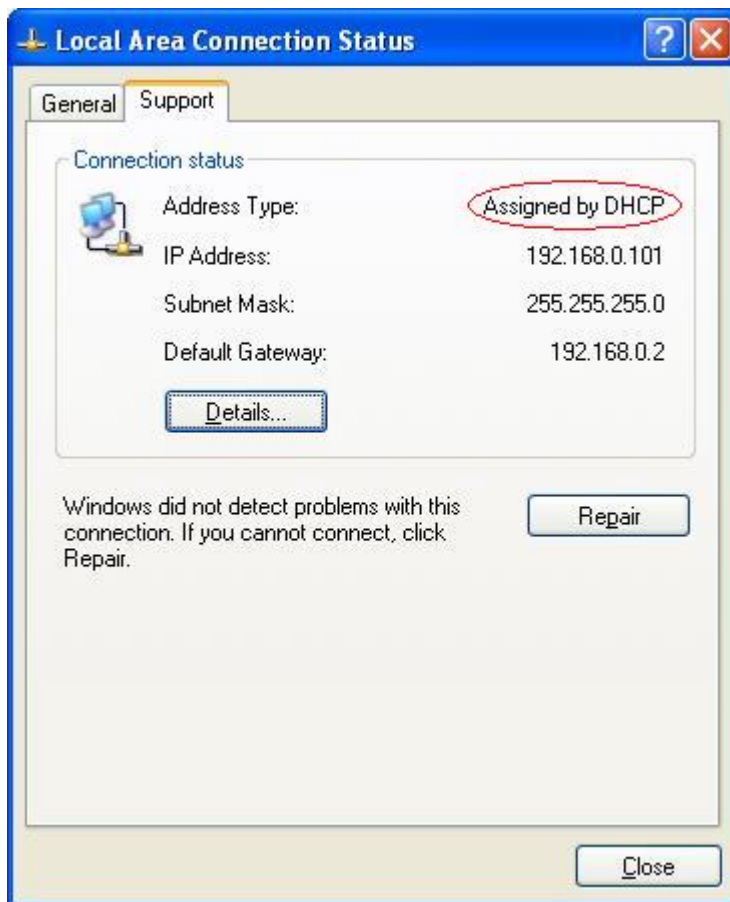 Local Area Connection Status
General Support
Connection status
Address Type: Assigned by DHCP
IP Address: 192.168.0.101
Subnet Mask: 255.255.255.0
Default Gateway: 192.168.0.2
Details...
Windows did not detect problems with this
connection. If you cannot connect, click
Repair.
Repair
Close